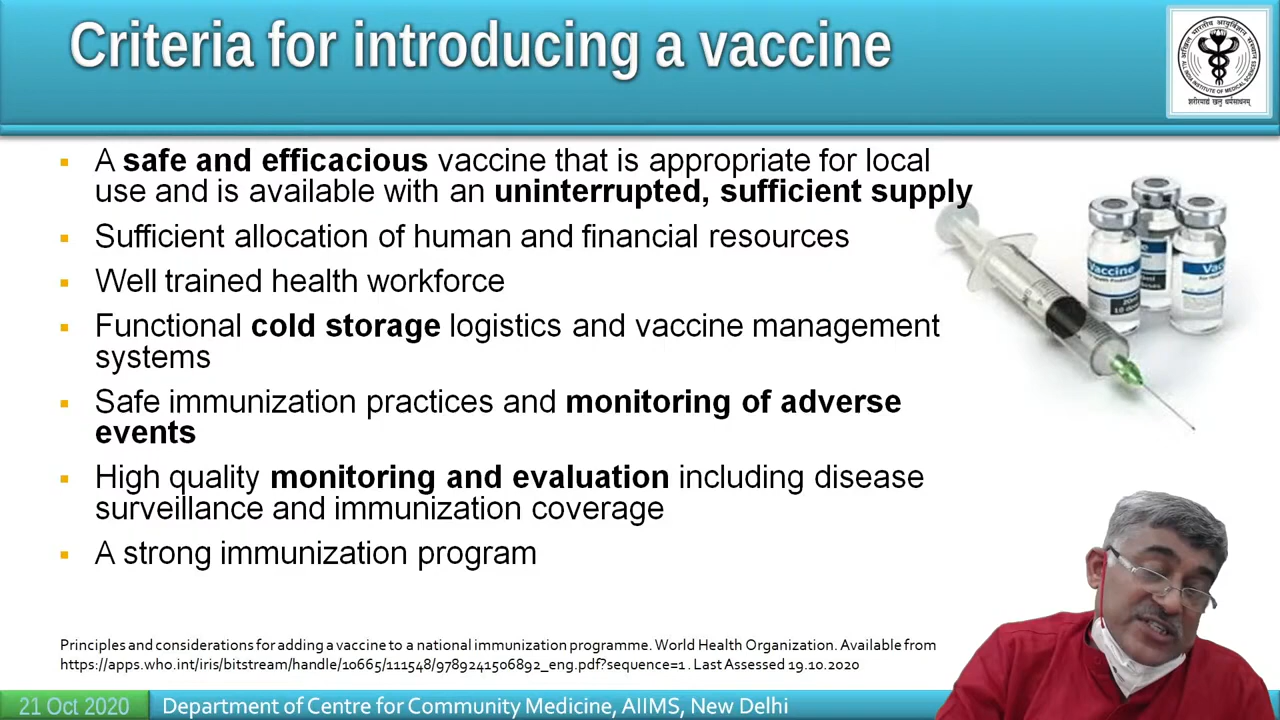 Criteria for introducing a vaccine
▪ A safe and efficacious vaccine that is appropriate for local
use and is available with an uninterrupted, sufficient supply
▪ Sufficient allocation of human and financial resources
▪ Well trained health workforce
▪ Functional cold storage logistics and vaccine management
systems
▪ Safe immunization practices and monitoring of adverse
events
▪ High quality monitoring and evaluation including disease
surveillance and immunization coverage
▪ A strong immunization program
Vaccine
Principles and considerations for adding a vaccine to a national immunization programme. World Health Organization. Available from
https://apps.who.int/iris/bitstream/handle/10665/111548/9789241506892_eng.pdf?sequence=1 . Last Assessed 19.10.2020
21 Oct 2020 Department of Centre for Community Medicine, AIIMS, New Delhi